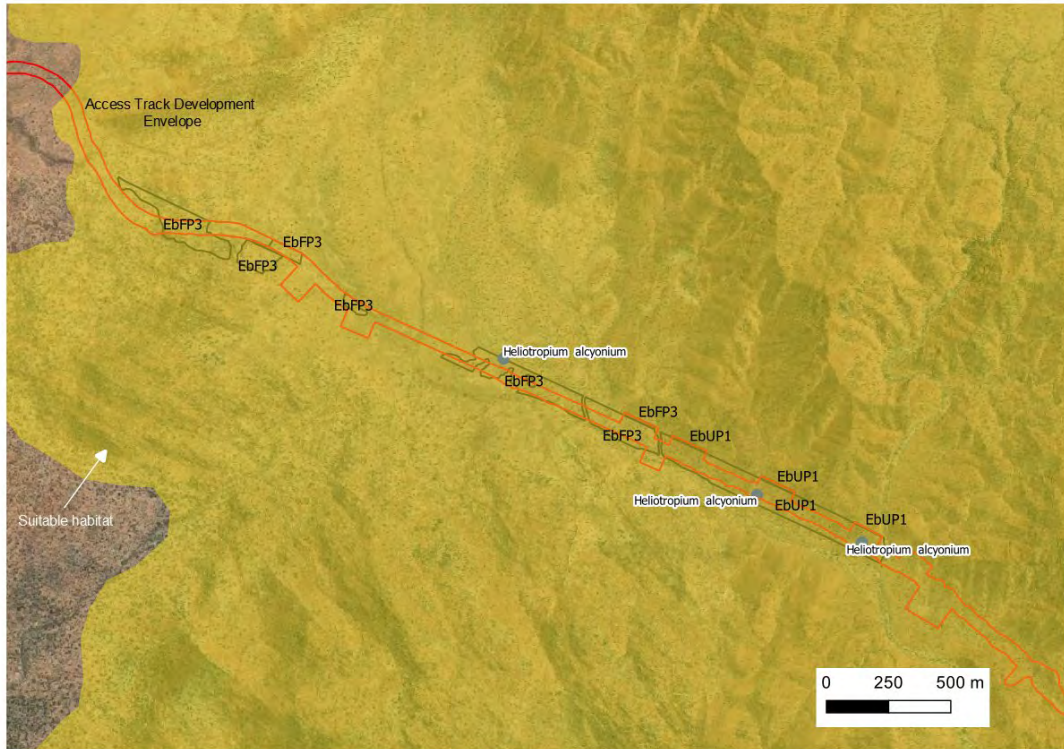 Access Track Development
Envelope
EbFP3
EbFP3
EbFP3
EbFP3
Heliotropium alcyonium
EbFP3
EbFP3
EbFP3
EbUP1
EbUP1
Heliotropium alcyonium
EbUP1
Suitable habitat
EbUP1
Heliotropium alcyonium
0 250 500 m